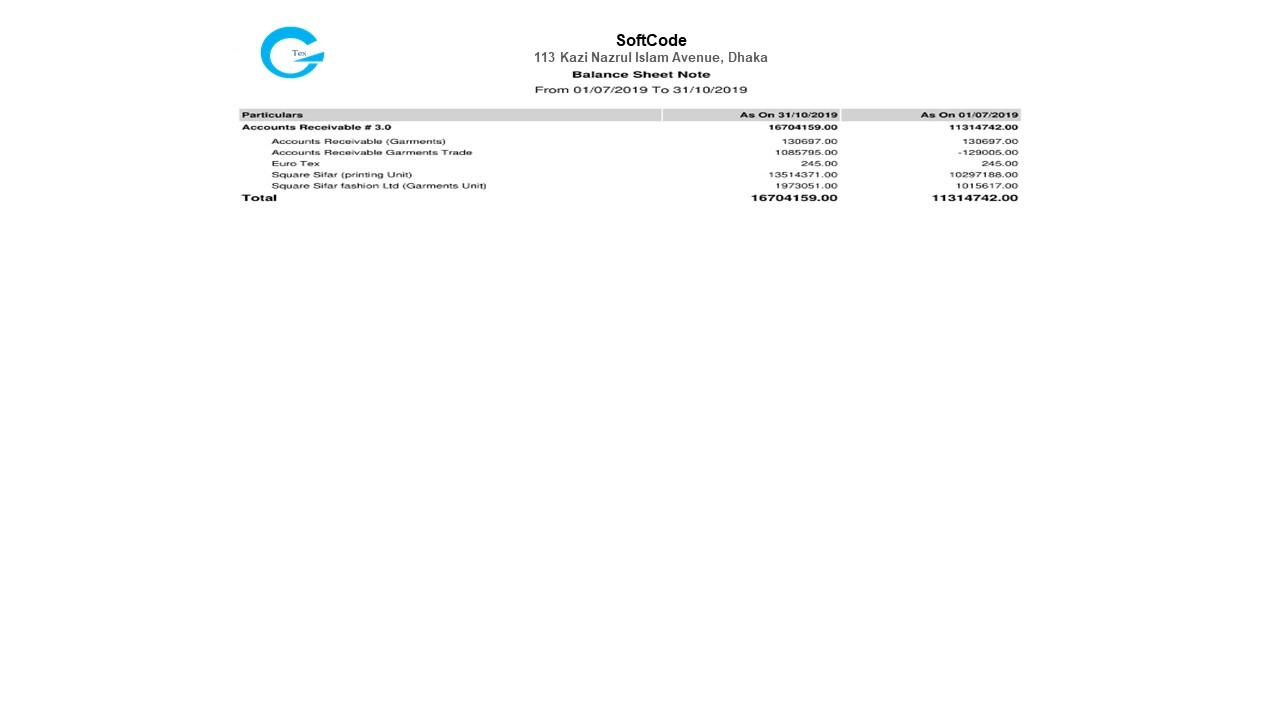 Tex
SoftCode
113 Kazi Nazrul Islam Avenue, Dhaka
Balance Sheet Note
From 01/07/2019 To 31/10/2019
Particulars As On 31/10/2019 As On 01/07/2019
Accounts Receivable # 3.0 16704159.00 11314742.00
Accounts Receivable (Garments) 130697.00 130697.00
Accounts Receivable Garments Trade 1085795.00 -129005.00
Euro Tex 245.00 245.00
Square Sifar (printing Unit) 13514371.00 10297188.00
Square Sifar fashion Ltd (Garments Unit) 1973051.00 1015617.00
Total 16704159.00 11314742.00